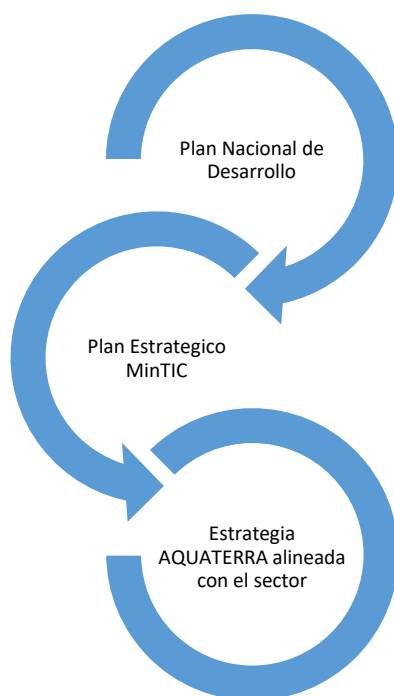 Plan Nacional de
Desarrollo
Plan Estrategico
MinTIC
Estrategia
AQUATERRA alineada
con el sector